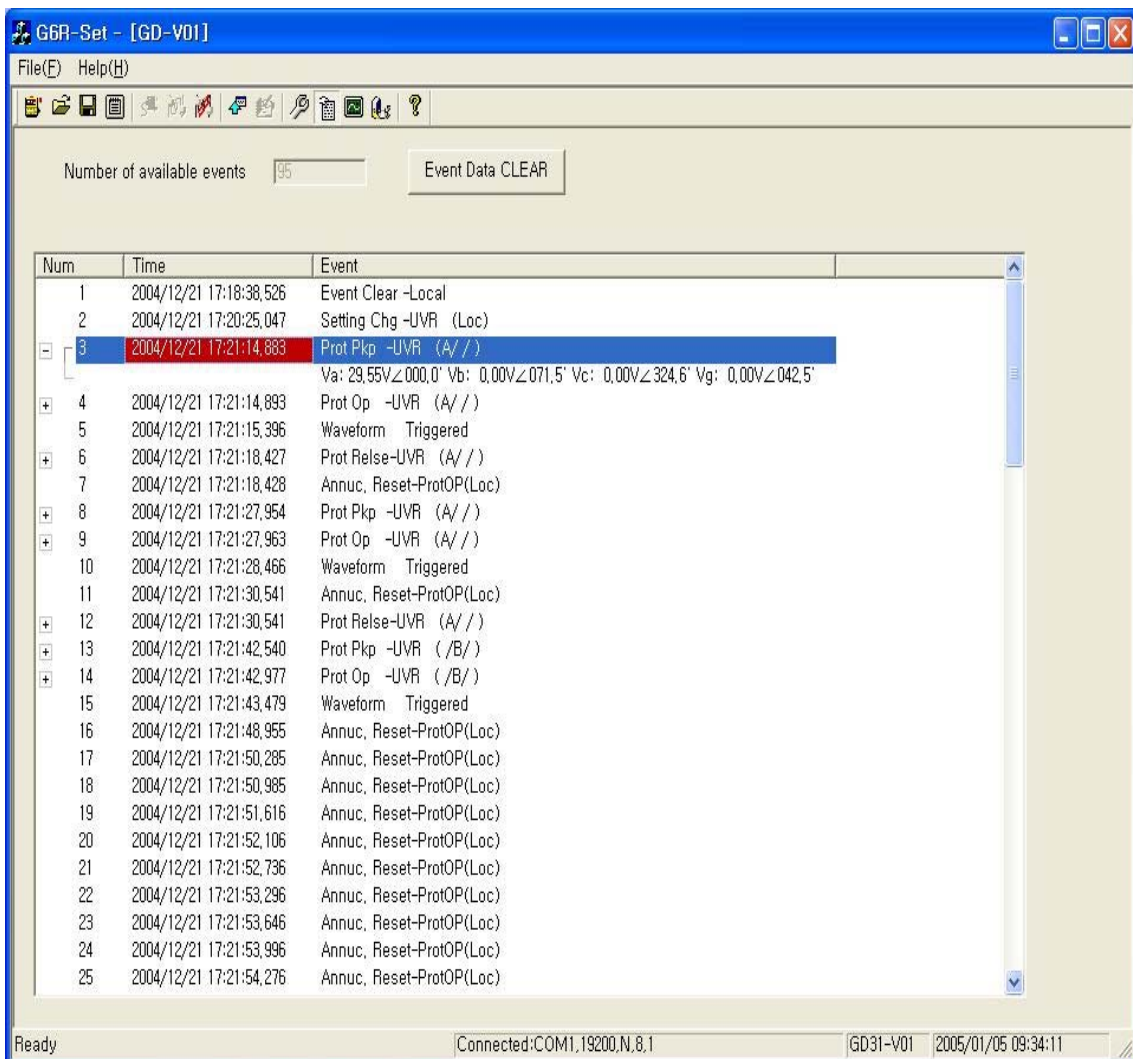 G6R-Set - [GD-V01]
File(F) Help(H)
Number of available events 95 Event Data CLEAR
Num Time Event
1 2004/12/21 17:18:38,526 Event Clear -Local
2 2004/12/21 17:20:25,047 Setting Chg -UVR (Loc)
3 2004/12/21 17:21:14,883 Prot Pkp -UVR (A/ / )
Va: 29,55V∠000,0' Vb: 0,00V∠071,5' Vc: 0,00V∠324,6' Vg: 0,00V∠042,5'
4 2004/12/21 17:21:14,893 Prot Op -UVR (A/ / )
5 2004/12/21 17:21:15,396 Waveform Triggered
6 2004/12/21 17:21:18,427 Prot Relse-UVR (A/ / )
7 2004/12/21 17:21:18,428 Annuc, Reset-ProtOP(Loc)
8 2004/12/21 17:21:27,954 Prot Pkp -UVR (A/ / )
9 2004/12/21 17:21:27,963 Prot Op -UVR (A/ / )
10 2004/12/21 17:21:28,466 Waveform Triggered
11 2004/12/21 17:21:30,541 Annuc, Reset-ProtOP(Loc)
12 2004/12/21 17:21:30,541 Prot Relse-UVR (A/ / )
13 2004/12/21 17:21:42,540 Prot Pkp -UVR ( /B/ )
14 2004/12/21 17:21:42,977 Prot Op -UVR ( /B/ )
15 2004/12/21 17:21:43,479 Waveform Triggered
16 2004/12/21 17:21:48,955 Annuc, Reset-ProtOP(Loc)
17 2004/12/21 17:21:50,285 Annuc, Reset-ProtOP(Loc)
18 2004/12/21 17:21:50,985 Annuc, Reset-ProtOP(Loc)
19 2004/12/21 17:21:51,616 Annuc, Reset-ProtOP(Loc)
20 2004/12/21 17:21:52,106 Annuc, Reset-ProtOP(Loc)
21 2004/12/21 17:21:52,736 Annuc, Reset-ProtOP(Loc)
22 2004/12/21 17:21:53,296 Annuc, Reset-ProtOP(Loc)
23 2004/12/21 17:21:53,646 Annuc, Reset-ProtOP(Loc)
24 2004/12/21 17:21:53,996 Annuc, Reset-ProtOP(Loc)
25 2004/12/21 17:21:54,276 Annuc, Reset-ProtOP(Loc)
Ready Connected:COM1,19200,N,8,1 GD31-V01 2005/01/05 09:34:11